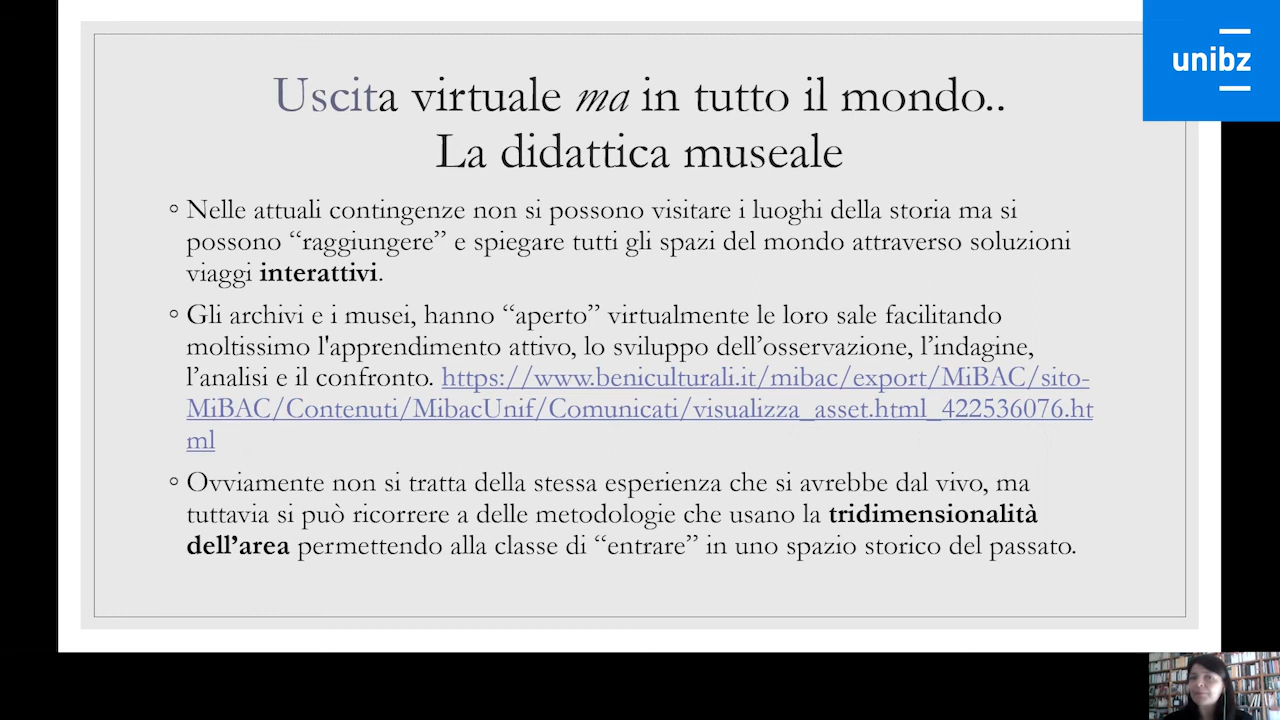 unibz
Uscita virtuale ma in tutto il mondo..
La didattica museale
◦ Nelle attuali contingenze non si possono visitare i luoghi della storia ma si
possono “raggiungere” e spiegare tutti gli spazi del mondo attraverso soluzioni
viaggi interattivi.
◦ Gli archivi e i musei, hanno “aperto” virtualmente le loro sale facilitando
moltissimo l'apprendimento attivo, lo sviluppo dell’osservazione, l’indagine,
l’analisi e il confronto. https://www.beniculturali.it/mibac/export/MiBAC/sito-
MiBAC/Contenuti/MibacUnif/Comunicati/visualizza_asset.html_422536076.ht
ml
◦ Ovviamente non si tratta della stessa esperienza che si avrebbe dal vivo, ma
tuttavia si può ricorrere a delle metodologie che usano la tridimensionalità
dell’area permettendo alla classe di “entrare” in uno spazio storico del passato.